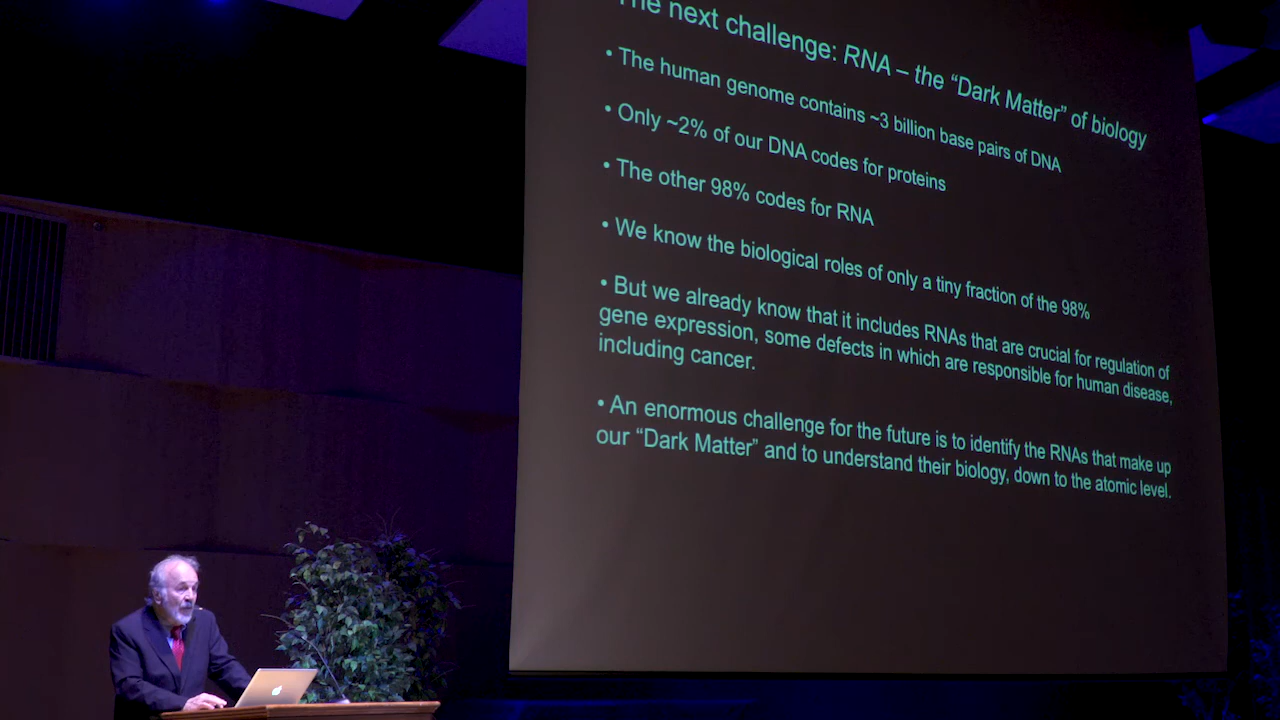 The next challenge: RNA – the “Dark Matter” of biology
• The human genome contains ~3 billion base pairs of DNA
• Only ~2% of our DNA codes for proteins
• The other 98% codes for RNA
• We know the biological roles of only a tiny fraction of the 98%
• But we already know that it includes RNAs that are crucial for regulation of
gene expression, some defects in which are responsible for human disease,
including cancer.
• An enormous challenge for the future is to identify the RNAs that make up
our “Dark Matter” and to understand their biology, down to the atomic level.